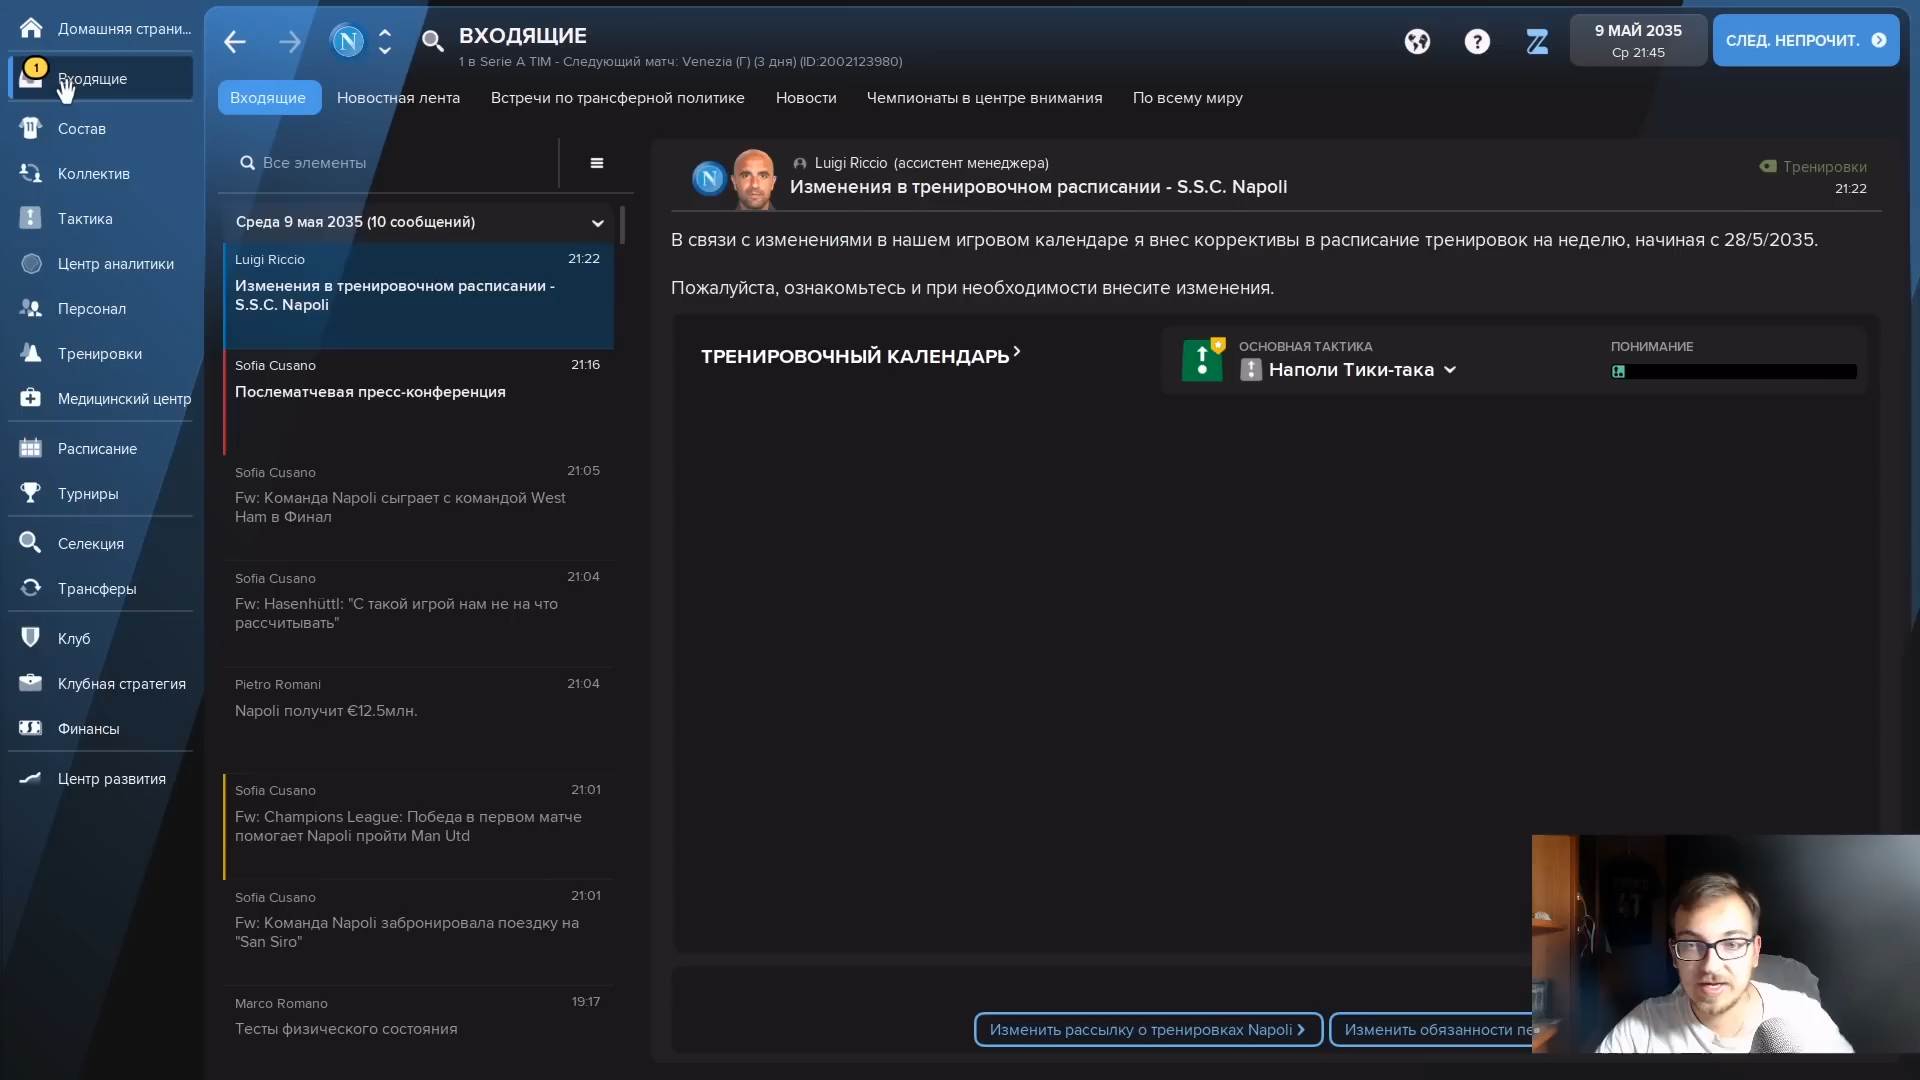 Домашняя страни...
1
Входящие
Состав
Коллектив
Тактика
Центр аналитики
Персонал
Тренировки
Медицинский центр
Расписание
Турниры
Селекция
Трансферы
Клуб
Клубная стратегия
Финансы
Центр развития
ВХОДЯЩИЕ
1 в Serie A TIM - Следующий матч: Venezia (Г) (3 дня) (ID:2002123980)
9 МАЙ 2035
Ср 21:45
СЛЕД. НЕПРОЧИТ.
Входящие
Новостная лента
Встречи по трансферной политике
Новости
Чемпионаты в центре внимания
По всему миру
Все элементы
Среда 9 мая 2035 (10 сообщений)
Luigi Riccio
21:22
Изменения в тренировочном расписании -
S.S.C. Napoli
Sofia Cusano
21:16
Послематчевая пресс-конференция
Sofia Cusano
21:05
Fw: Команда Napoli сыграет с командой West
Ham в Финал
Sofia Cusano
21:04
Fw: Hasenhüttl: "С такой игрой нам не на что
рассчитывать"
Pietro Romani
21:04
Napoli получит €12.5млн.
Sofia Cusano
21:01
Fw: Champions League: Победа в первом матче
помогает Napoli пройти Man Utd
Sofia Cusano
21:01
Fw: Команда Napoli забронировала поездку на
"San Siro"
Marco Romano
19:17
Тесты физического состояния
Luigi Riccio (ассистент менеджера)
Изменения в тренировочном расписании - S.S.C. Napoli
Тренировки
21:22
В связи с изменениями в нашем игровом календаре я внес коррективы в расписание тренировок на неделю, начиная с 28/5/2035.
Пожалуйста, ознакомьтесь и при необходимости внесите изменения.
ТРЕНИРОВОЧНЫЙ КАЛЕНДАРЬ
ОСНОВНАЯ ТАКТИКА
Наполи Тики-така
ПОНИМАНИЕ
Изменить рассылку о тренировках Napoli
Изменить обязанности